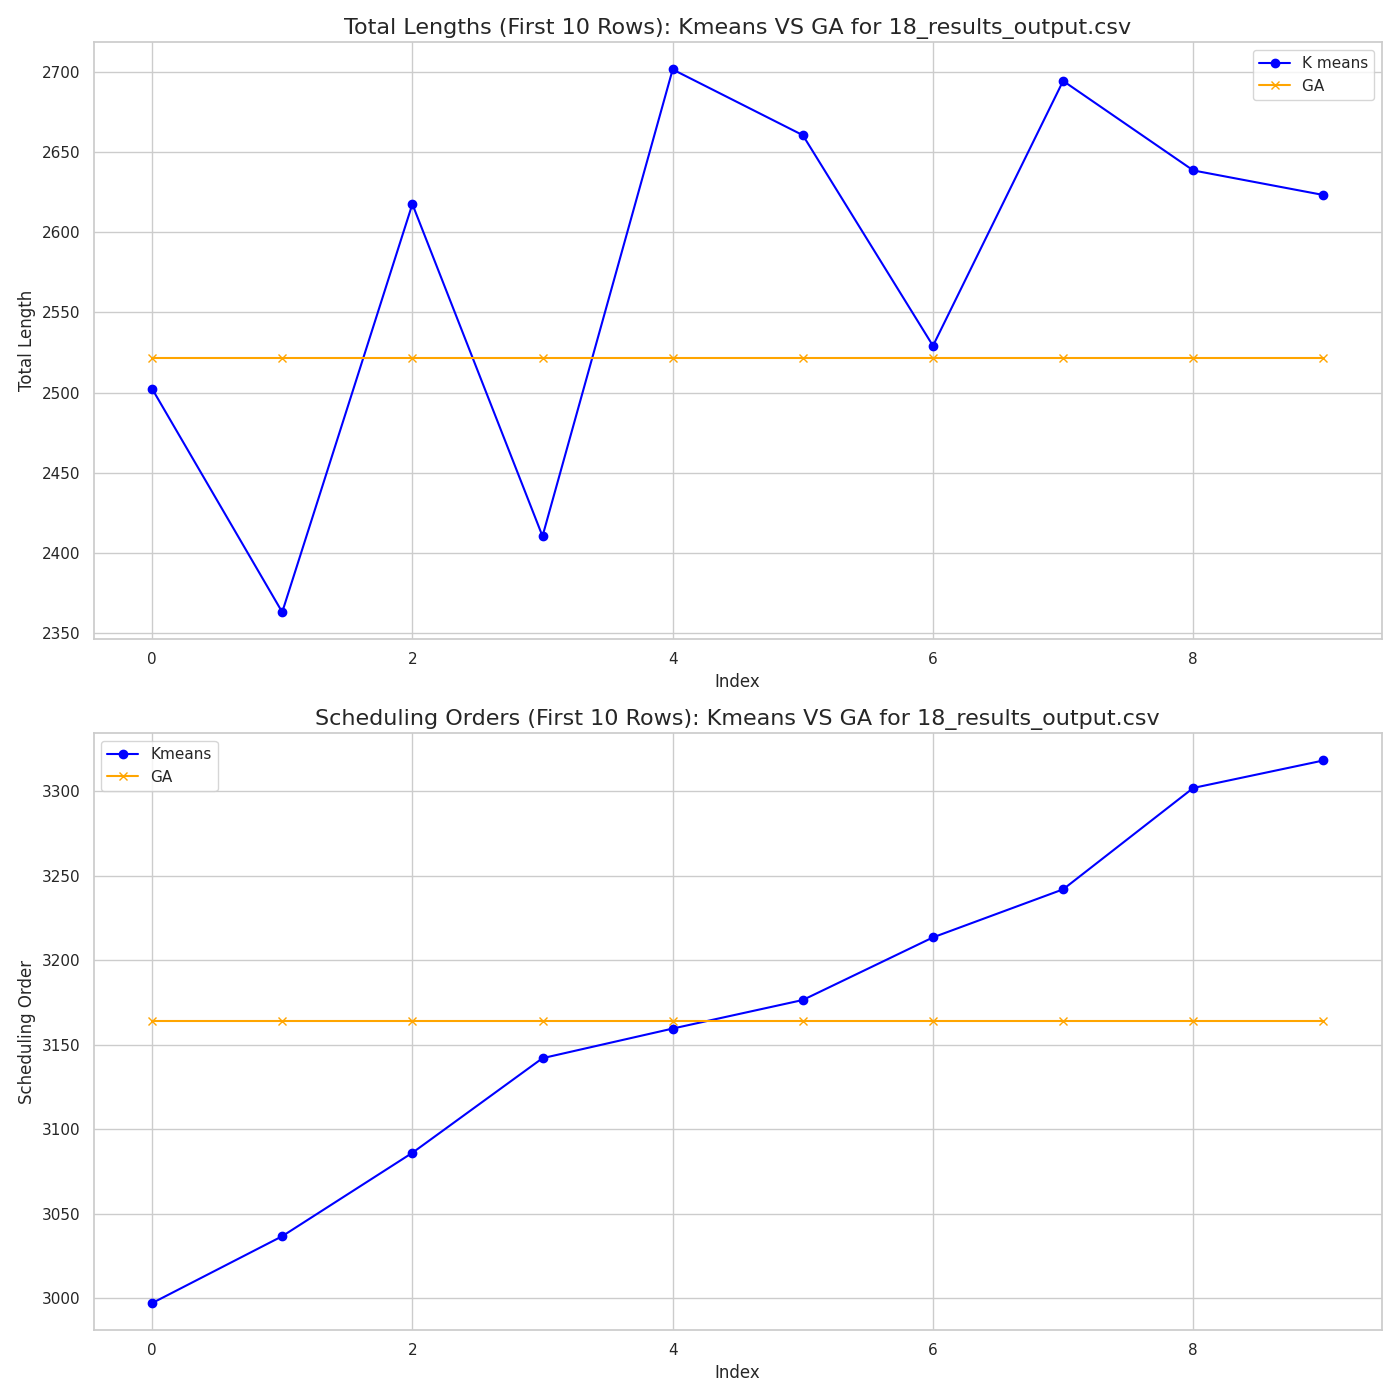 Total Lengths (First 10 Rows): Kmeans VS GA for 18_results_output.csv
K means
GA
2700
2650
2600
2550
2500
2450
2400
2350
Total Length
0 2 4 6 8
Index
Scheduling Orders (First 10 Rows): Kmeans VS GA for 18_results_output.csv
Kmeans
GA
3300
3250
3200
3150
3100
3050
3000
Scheduling Order
0 2 4 6 8
Index